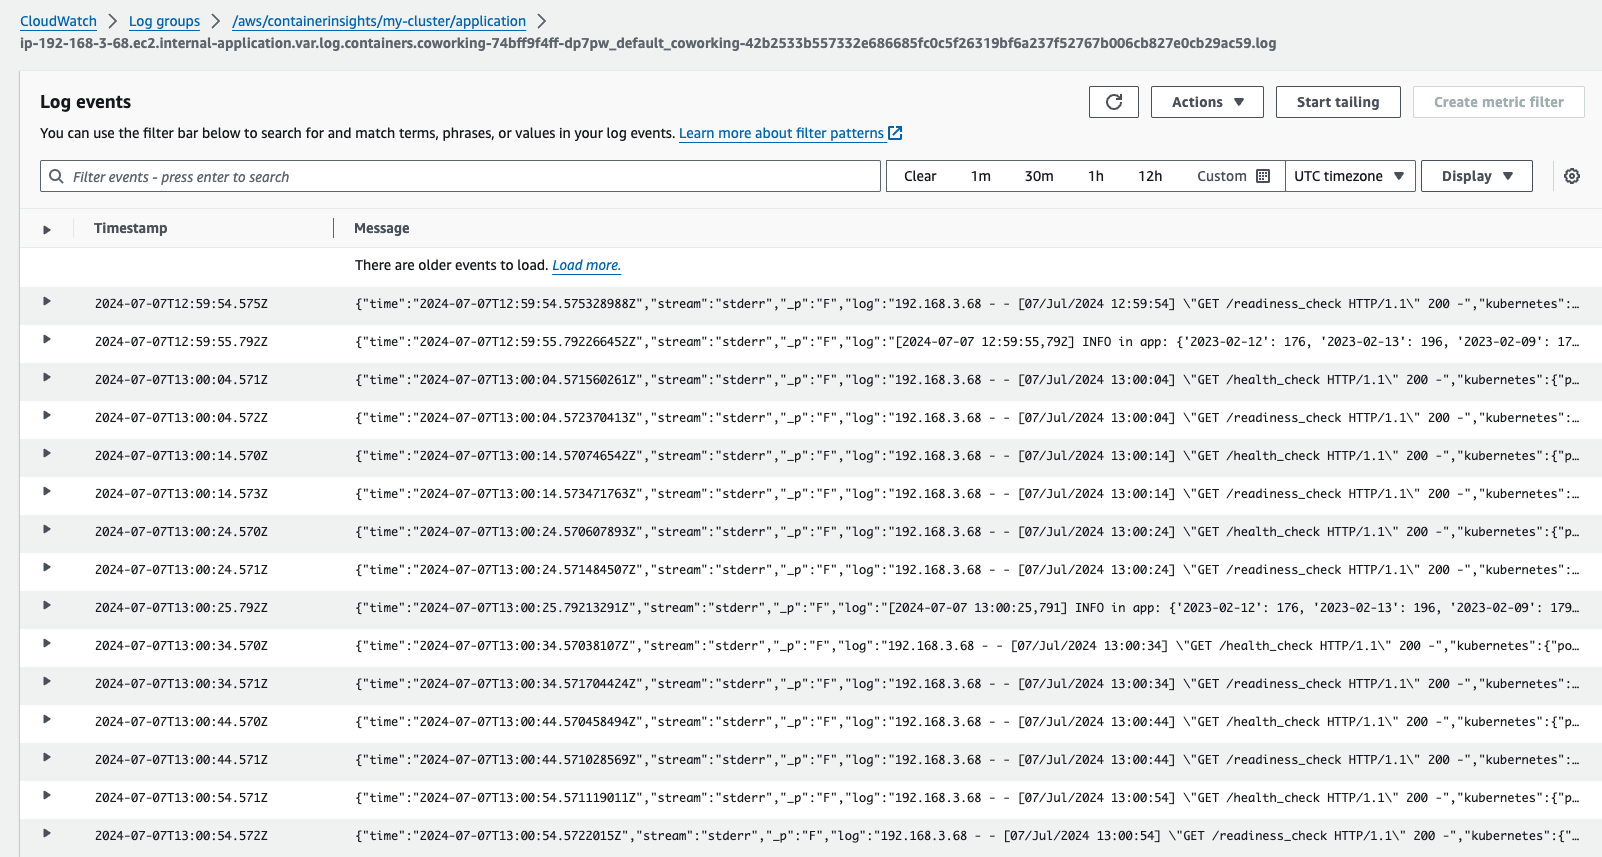 CloudWatch > Log groups > /aws/containerinsights/my-cluster/application >
ip-192-168-3-68.ec2.internal-application.var.log.containers.coworking-74bff9f4ff-dp7pw_default_coworking-42b2533b557332e686685fc0c5f26319bf6a237f52767b006cb827e0cb29ac59.log
Log events
Actions
Start tailing
Create metric filter
You can use the filter bar below to search for and match terms, phrases, or values in your log events. Learn more about filter patterns
Filter events - press enter to search
Clear 1m 30m 1h 12h Custom UTC timezone Display
Timestamp Message
There are older events to load. Load more.
2024-07-07T12:59:54.575Z {"time":"2024-07-07T12:59:54.575328988Z","stream":"stderr","_p":"F","log":"192.168.3.68 - - [07/Jul/2024 12:59:54] \"GET /readiness_check HTTP/1.1\" 200 -","kubernetes":…
2024-07-07T12:59:55.792Z {"time":"2024-07-07T12:59:55.792266452Z","stream":"stderr","_p":"F","log":"[2024-07-07 12:59:55,792] INFO in app: {'2023-02-12': 176, '2023-02-13': 196, '2023-02-09': 17…
2024-07-07T13:00:04.571Z {"time":"2024-07-07T13:00:04.571560261Z","stream":"stderr","_p":"F","log":"192.168.3.68 - - [07/Jul/2024 13:00:04] \"GET /health_check HTTP/1.1\" 200 -","kubernetes":{"p…
2024-07-07T13:00:04.572Z {"time":"2024-07-07T13:00:04.572370413Z","stream":"stderr","_p":"F","log":"192.168.3.68 - - [07/Jul/2024 13:00:04] \"GET /readiness_check HTTP/1.1\" 200 -","kubernetes":…
2024-07-07T13:00:14.570Z {"time":"2024-07-07T13:00:14.570746542Z","stream":"stderr","_p":"F","log":"192.168.3.68 - - [07/Jul/2024 13:00:14] \"GET /health_check HTTP/1.1\" 200 -","kubernetes":{"p…
2024-07-07T13:00:14.573Z {"time":"2024-07-07T13:00:14.573471763Z","stream":"stderr","_p":"F","log":"192.168.3.68 - - [07/Jul/2024 13:00:14] \"GET /readiness_check HTTP/1.1\" 200 -","kubernetes":…
2024-07-07T13:00:24.570Z {"time":"2024-07-07T13:00:24.570607893Z","stream":"stderr","_p":"F","log":"192.168.3.68 - - [07/Jul/2024 13:00:24] \"GET /health_check HTTP/1.1\" 200 -","kubernetes":{"p…
2024-07-07T13:00:24.571Z {"time":"2024-07-07T13:00:24.571484507Z","stream":"stderr","_p":"F","log":"192.168.3.68 - - [07/Jul/2024 13:00:24] \"GET /readiness_check HTTP/1.1\" 200 -","kubernetes":…
2024-07-07T13:00:25.792Z {"time":"2024-07-07T13:00:25.79213291Z","stream":"stderr","_p":"F","log":"[2024-07-07 13:00:25,791] INFO in app: {'2023-02-12': 176, '2023-02-13': 196, '2023-02-09': 179…
2024-07-07T13:00:34.570Z {"time":"2024-07-07T13:00:34.57038107Z","stream":"stderr","_p":"F","log":"192.168.3.68 - - [07/Jul/2024 13:00:34] \"GET /health_check HTTP/1.1\" 200 -","kubernetes":{"po…
2024-07-07T13:00:34.571Z {"time":"2024-07-07T13:00:34.571704424Z","stream":"stderr","_p":"F","log":"192.168.3.68 - - [07/Jul/2024 13:00:34] \"GET /readiness_check HTTP/1.1\" 200 -","kubernetes":…
2024-07-07T13:00:44.570Z {"time":"2024-07-07T13:00:44.570458494Z","stream":"stderr","_p":"F","log":"192.168.3.68 - - [07/Jul/2024 13:00:44] \"GET /health_check HTTP/1.1\" 200 -","kubernetes":{"p…
2024-07-07T13:00:44.571Z {"time":"2024-07-07T13:00:44.571028569Z","stream":"stderr","_p":"F","log":"192.168.3.68 - - [07/Jul/2024 13:00:44] \"GET /readiness_check HTTP/1.1\" 200 -","kubernetes":…
2024-07-07T13:00:54.571Z {"time":"2024-07-07T13:00:54.571119011Z","stream":"stderr","_p":"F","log":"192.168.3.68 - - [07/Jul/2024 13:00:54] \"GET /health_check HTTP/1.1\" 200 -","kubernetes":{"p…
2024-07-07T13:00:54.572Z {"time":"2024-07-07T13:00:54.5722015Z","stream":"stderr","_p":"F","log":"192.168.3.68 - - [07/Jul/2024 13:00:54] \"GET /readiness_check HTTP/1.1\" 200 -","kubernetes":{"…